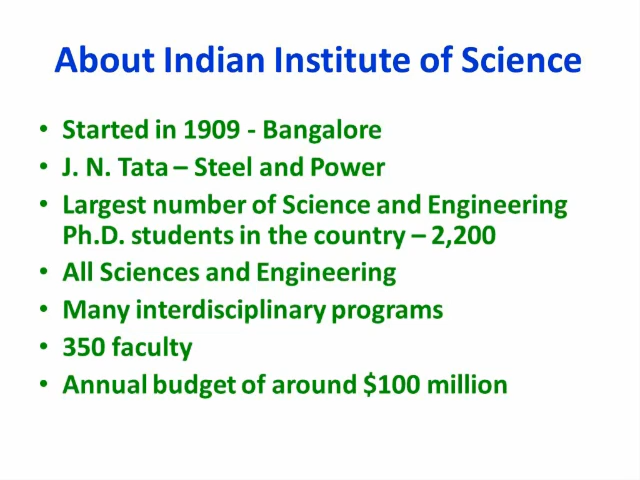 About Indian Institute of Science
• Started in 1909 - Bangalore
• J. N. Tata – Steel and Power
• Largest number of Science and Engineering
Ph.D. students in the country – 2,200
• All Sciences and Engineering
• Many interdisciplinary programs
• 350 faculty
• Annual budget of around $100 million